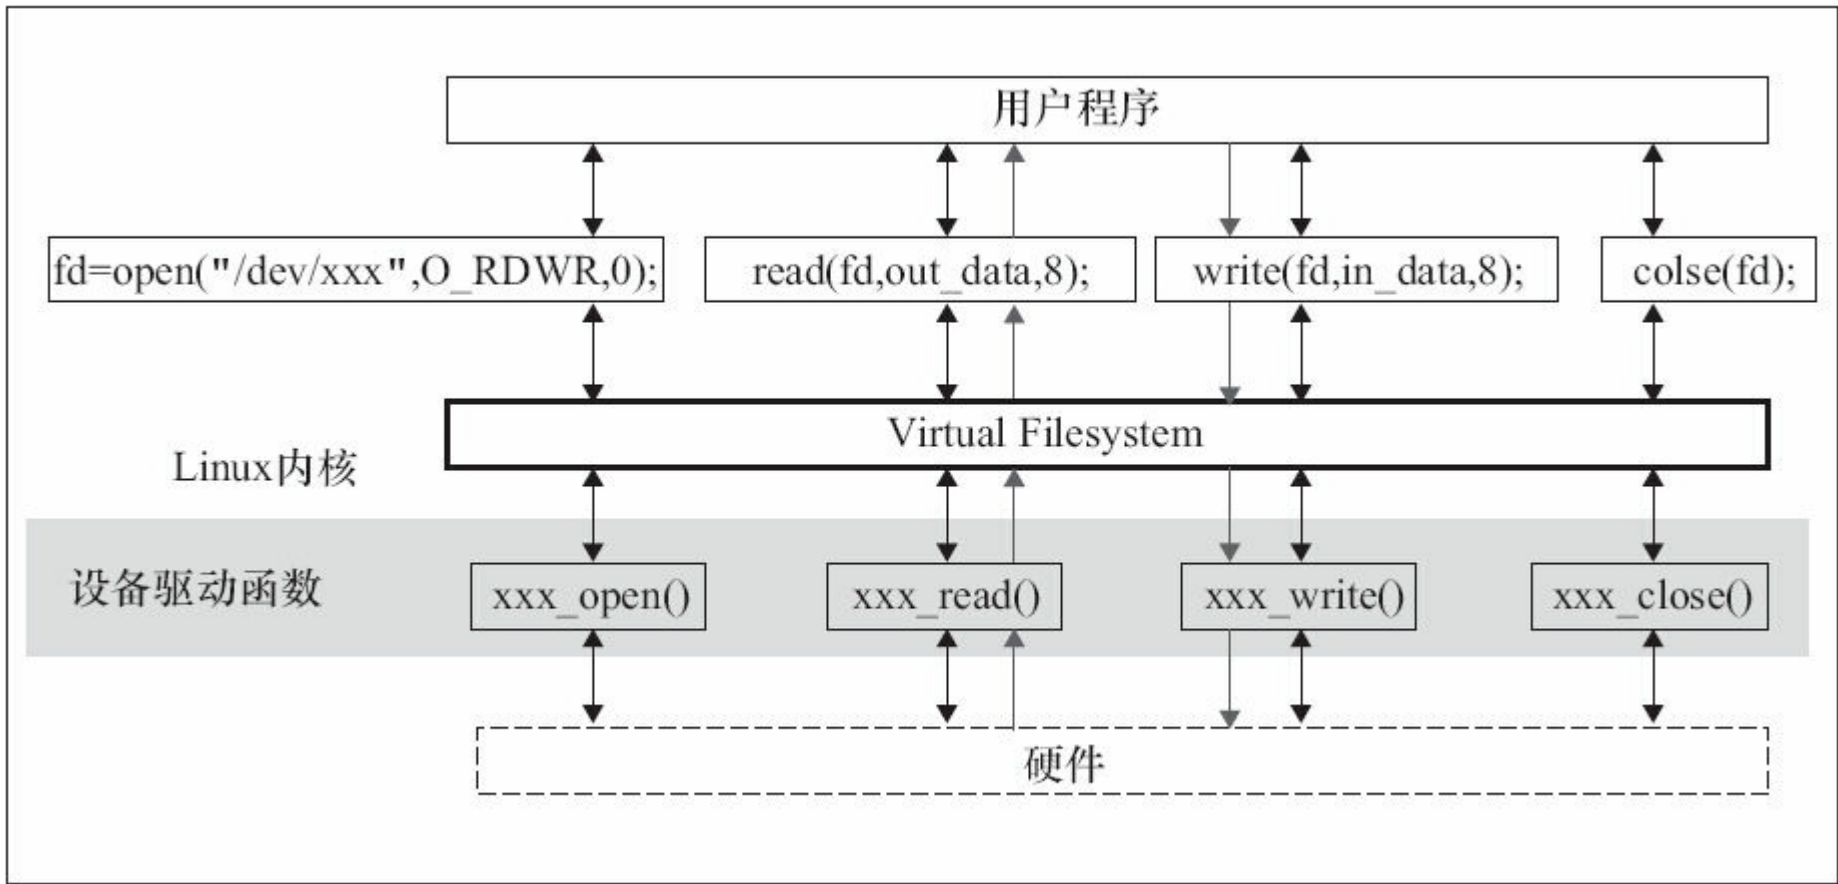 用户程序
fd=open("/dev/xxx",O_RDWR,0);
read(fd,out_data,8);
write(fd,in_data,8);
colse(fd);
Virtual Filesystem
Linux内核
设备驱动函数
xxx_open()
xxx_read()
xxx_write()
xxx_close()
硬件